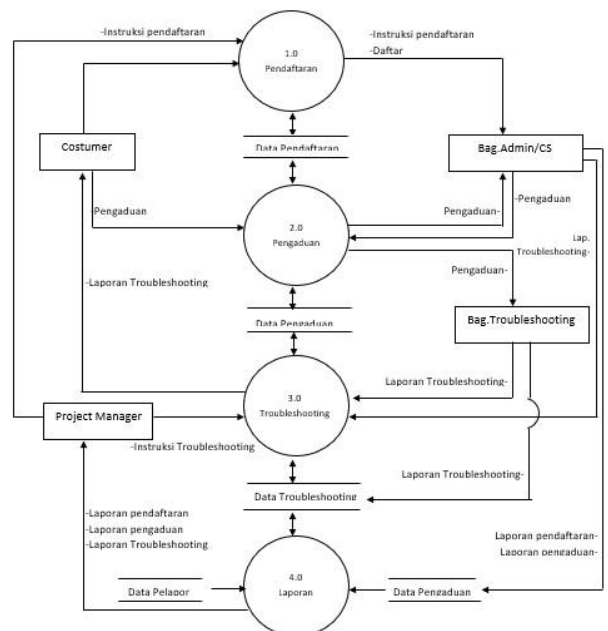 -Instruksi pendaftaran
1.0
Pendaftaran
-Instruksi pendaftaran
-Daftar
Costumer
Data Pendaftaran
Bag.Admin/CS
-Pengaduan
2.0
Pengaduan
Pengaduan-
-Pengaduan
Lap.
Troubleshooting-
Pengaduan-
-Laporan Troubleshooting
Data Pengaduan
Bag.Troubleshooting
3.0
Troubleshooting
Laporan Troubleshooting-
Project Manager
-Instruksi Troubleshooting
Laporan Troubleshooting-
Data Troubleshooting
-Laporan pendaftaran
-Laporan pengaduan
-Laporan Troubleshooting
Laporan pendaftaran-
Laporan pengaduan-
4.0
Laporan
Data Pelapor
Data Pengaduan